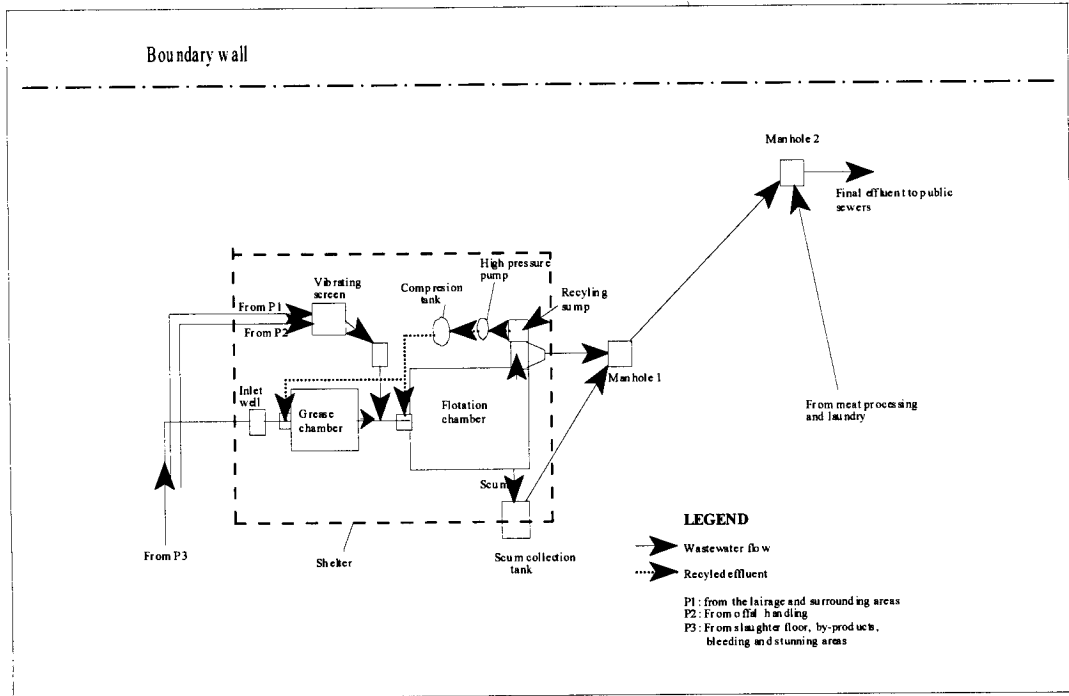 Boundary wall
Manhole 2
Final effluent to public
sewers
High pressure
pump
Vibrating
screen
Compresion
tank
Recyling
sump
From P1
From P2
Manhole 1
Inlet
well
Grease
chamber
Flotation
chamber
From meat processing
and laundry
Scum
From P3
Shelter
Scum collection
tank
LEGEND
Wastewater flow
Recyled effluent
P1: from the lairage and surrounding areas
P2: From offal handling
P3: From slaughter floor, by-products,
bleeding and stunning areas